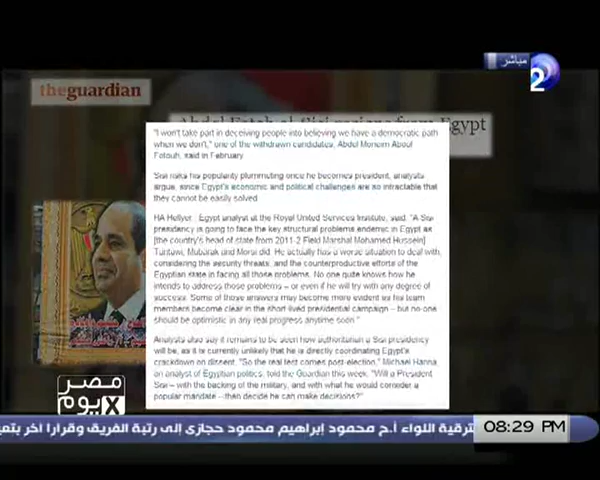 مباشر
2
theguardian
Abdel Fatah al-Sisi resigns from Egypt
"I won't take part in deceiving people into believing we have a democratic path
when we don't," one of the withdrawn candidates, Abdel Moneim Aboul
Fotouh, said in February.
Sisi risks his popularity plummeting once he becomes president, analysts
argue, since Egypt's economic and political challenges are so intractable that
they cannot be easily solved.
HA Hellyer, Egypt analyst at the Royal United Services Institute, said: "A Sisi
presidency is going to face the key structural problems endemic in Egypt as
[the country's head of state from 2011-2 Field Marshal Mohamed Hussein]
Tantawi, Mubarak and Morsi did. He actually has a worse situation to deal with,
considering the security threats, and the counterproductive efforts of the
Egyptian state in facing all those problems. No one quite knows how he
intends to address those problems – or even if he will try with any degree of
success. Some of those answers may become more evident as his team
members become clear in the short lived presidential campaign – but no one
should be optimistic in any real progress anytime soon."
Analysts also say it remains to be seen how authoritarian a Sisi presidency
will be, as it is currently unlikely that he is directly coordinating Egypt's
crackdown on dissent. "So the real test comes post-election," Michael Hanna,
an analyst of Egyptian politics, told the Guardian this week. "Will a President
Sisi – with the backing of the military, and with what he would consider a
popular mandate – then decide he can make decisions?"
مصر
x يوم
ترقية اللواء أ.ح محمود إبراهيم محمود حجازى إلى رتبة الفريق وقرارا آخر بتعي
08:29 PM